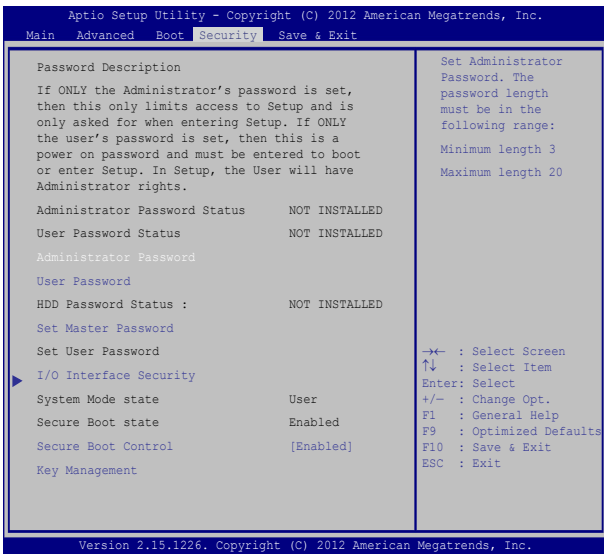 Aptio Setup Utility - Copyright (C) 2012 American Megatrends, Inc.
Main Advanced Boot Security Save & Exit
Password Description
If ONLY the Administrator's password is set,
then this only limits access to Setup and is
only asked for when entering Setup. If ONLY
the user's password is set, then this is a
power on password and must be entered to boot
or enter Setup. In Setup, the User will have
Administrator rights.
Administrator Password Status NOT INSTALLED
User Password Status NOT INSTALLED
Administrator Password
User Password
HDD Password Status : NOT INSTALLED
Set Master Password
Set User Password
I/O Interface Security
System Mode state User
Secure Boot state Enabled
Secure Boot Control [Enabled]
Key Management
Set Administrator
Password. The
password length
must be in the
following range:
Minimum length 3
Maximum length 20
→← : Select Screen
↑↓ : Select Item
Enter: Select
+/— : Change Opt.
F1 : General Help
F9 : Optimized Defaults
F10 : Save & Exit
ESC : Exit
Version 2.15.1226. Copyright (C) 2012 American Megatrends, Inc.